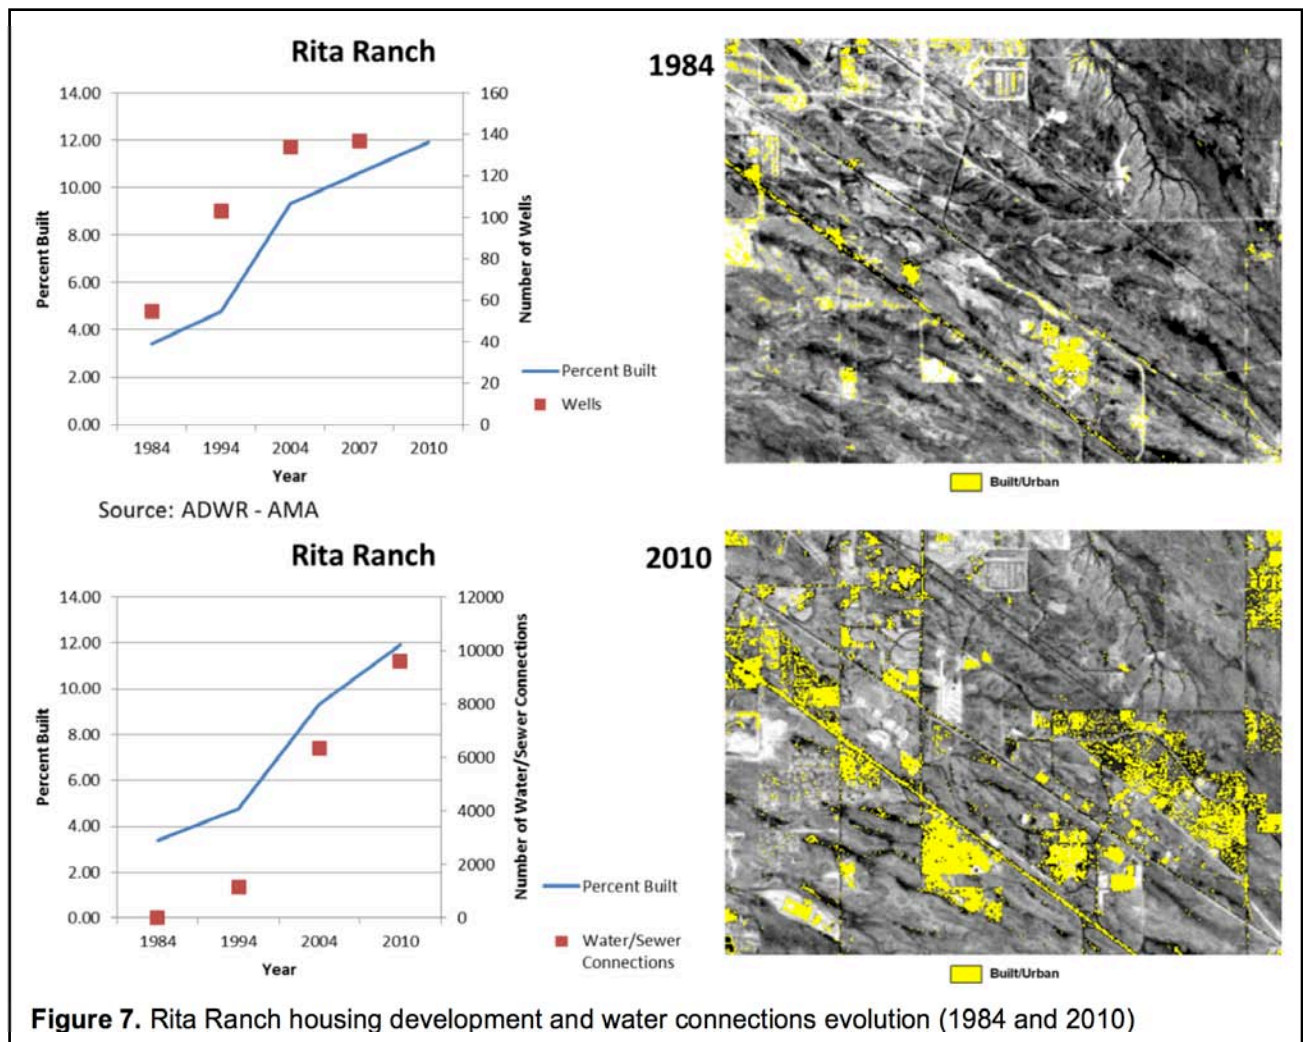 Rita Ranch
14.00
12.00
10.00
8.00
6.00
4.00
2.00
0.00
Percent Built
160
140
120
100
80
60
40
20
0
Number of Wells
1984 1994 2004 2007 2010
Year
Percent Built
Wells
Source: ADWR - AMA
1984
Built/Urban
Rita Ranch
14.00
12.00
10.00
8.00
6.00
4.00
2.00
0.00
Percent Built
12000
10000
8000
6000
4000
2000
0
Number of Water/Sewer Connections
1984 1994 2004 2010
Year
Percent Built
Water/Sewer
Connections
2010
Built/Urban
Figure 7. Rita Ranch housing development and water connections evolution (1984 and 2010)